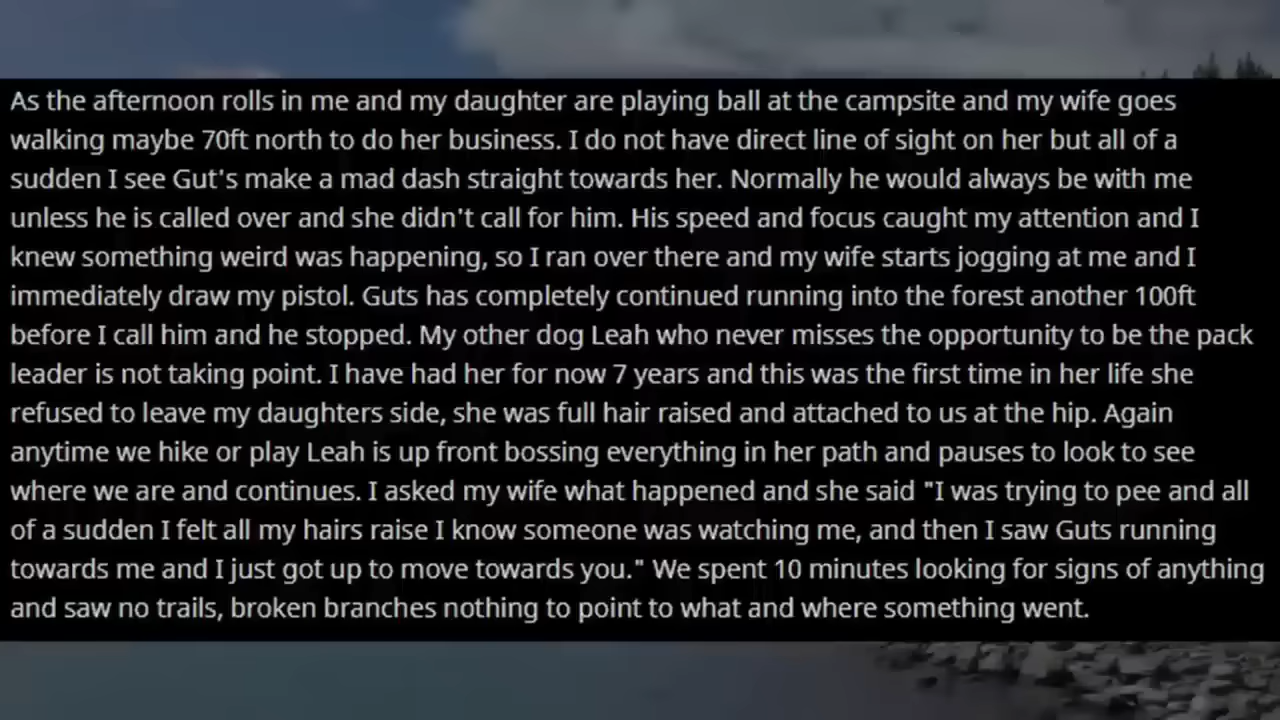 As the afternoon rolls in me and my daughter are playing ball at the campsite and my wife goes
walking maybe 70ft north to do her business. I do not have direct line of sight on her but all of a
sudden I see Gut's make a mad dash straight towards her. Normally he would always be with me
unless he is called over and she didn't call for him. His speed and focus caught my attention and I
knew something weird was happening, so I ran over there and my wife starts jogging at me and I
immediately draw my pistol. Guts has completely continued running into the forest another 100ft
before I call him and he stopped. My other dog Leah who never misses the opportunity to be the pack
leader is not taking point. I have had her for now 7 years and this was the first time in her life she
refused to leave my daughters side, she was full hair raised and attached to us at the hip. Again
anytime we hike or play Leah is up front bossing everything in her path and pauses to look to see
where we are and continues. I asked my wife what happened and she said "I was trying to pee and all
of a sudden I felt all my hairs raise I know someone was watching me, and then I saw Guts running
towards me and I just got up to move towards you." We spent 10 minutes looking for signs of anything
and saw no trails, broken branches nothing to point to what and where something went.